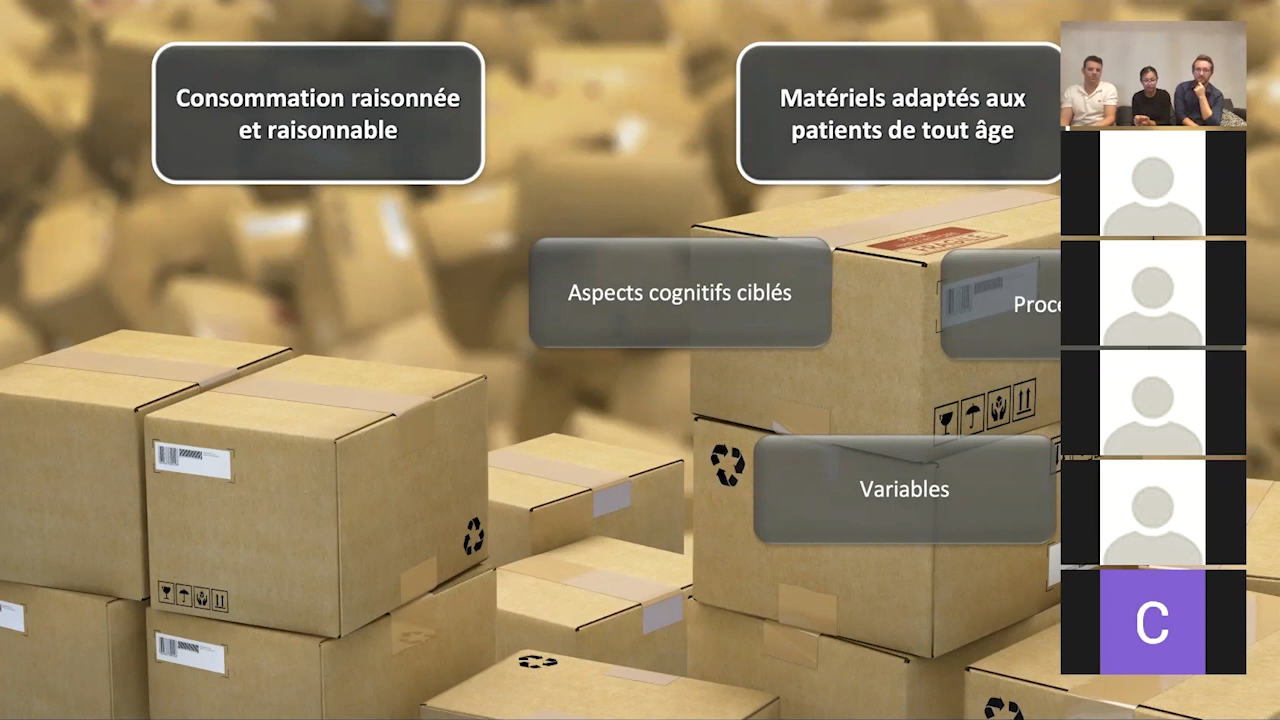 Consommation raisonnée
et raisonnable
Matériels adaptés aux
patients de tout âge
Aspects cognitifs ciblés
Variables
C